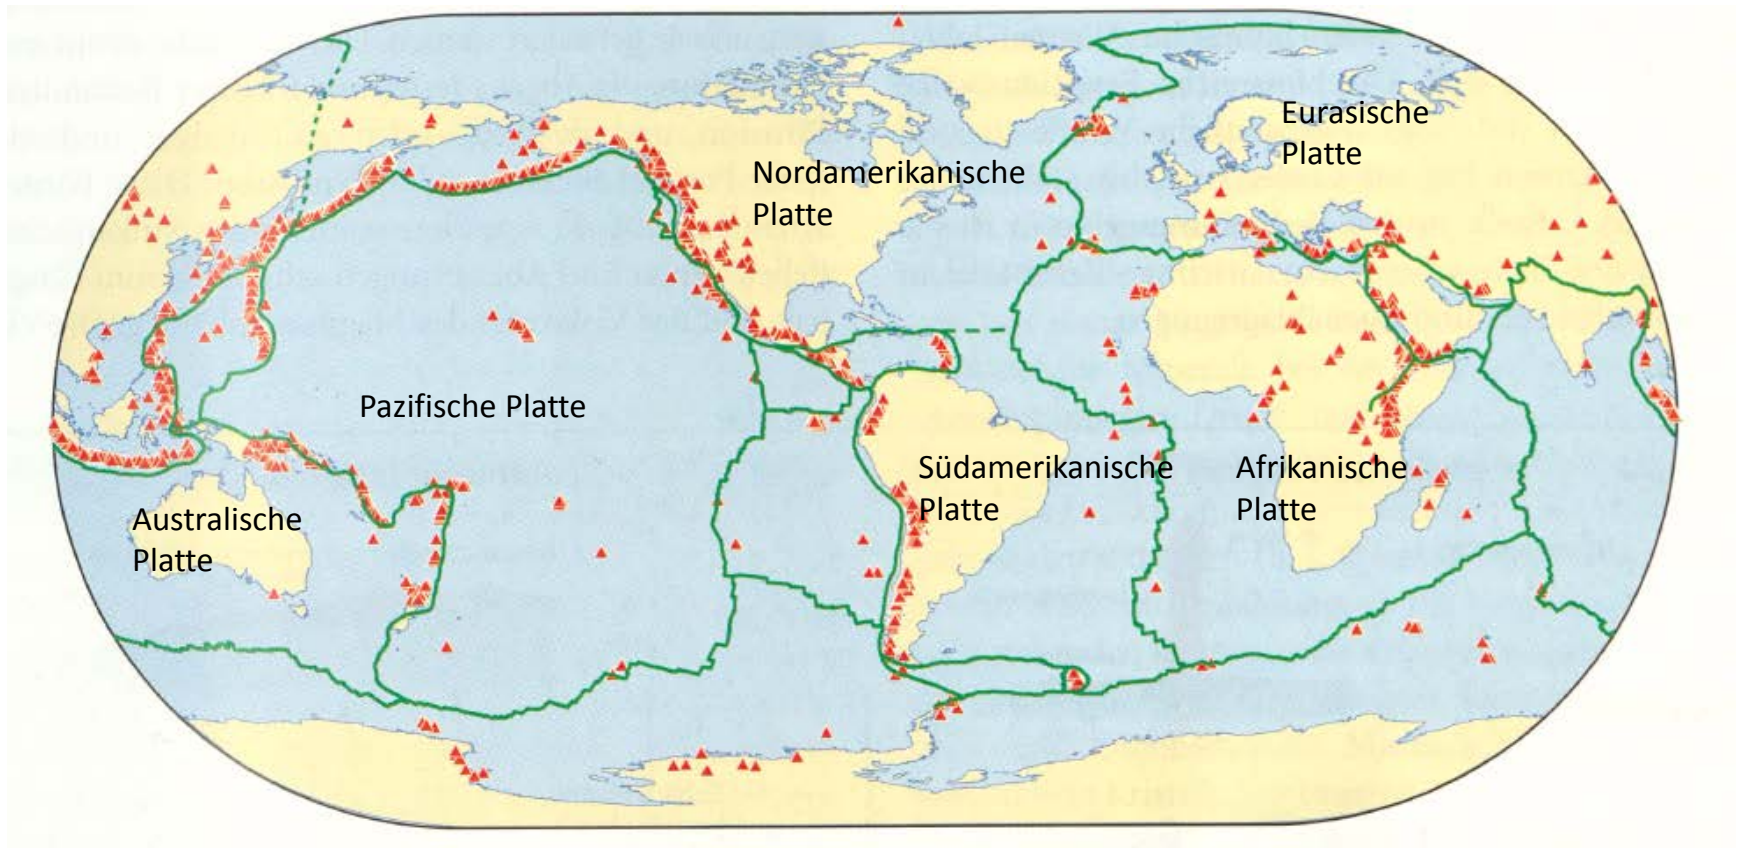 Eurasische
Platte
Nordamerikanische
Platte
Pazifische Platte
Südamerikanische
Platte
Afrikanische
Platte
Australische
Platte